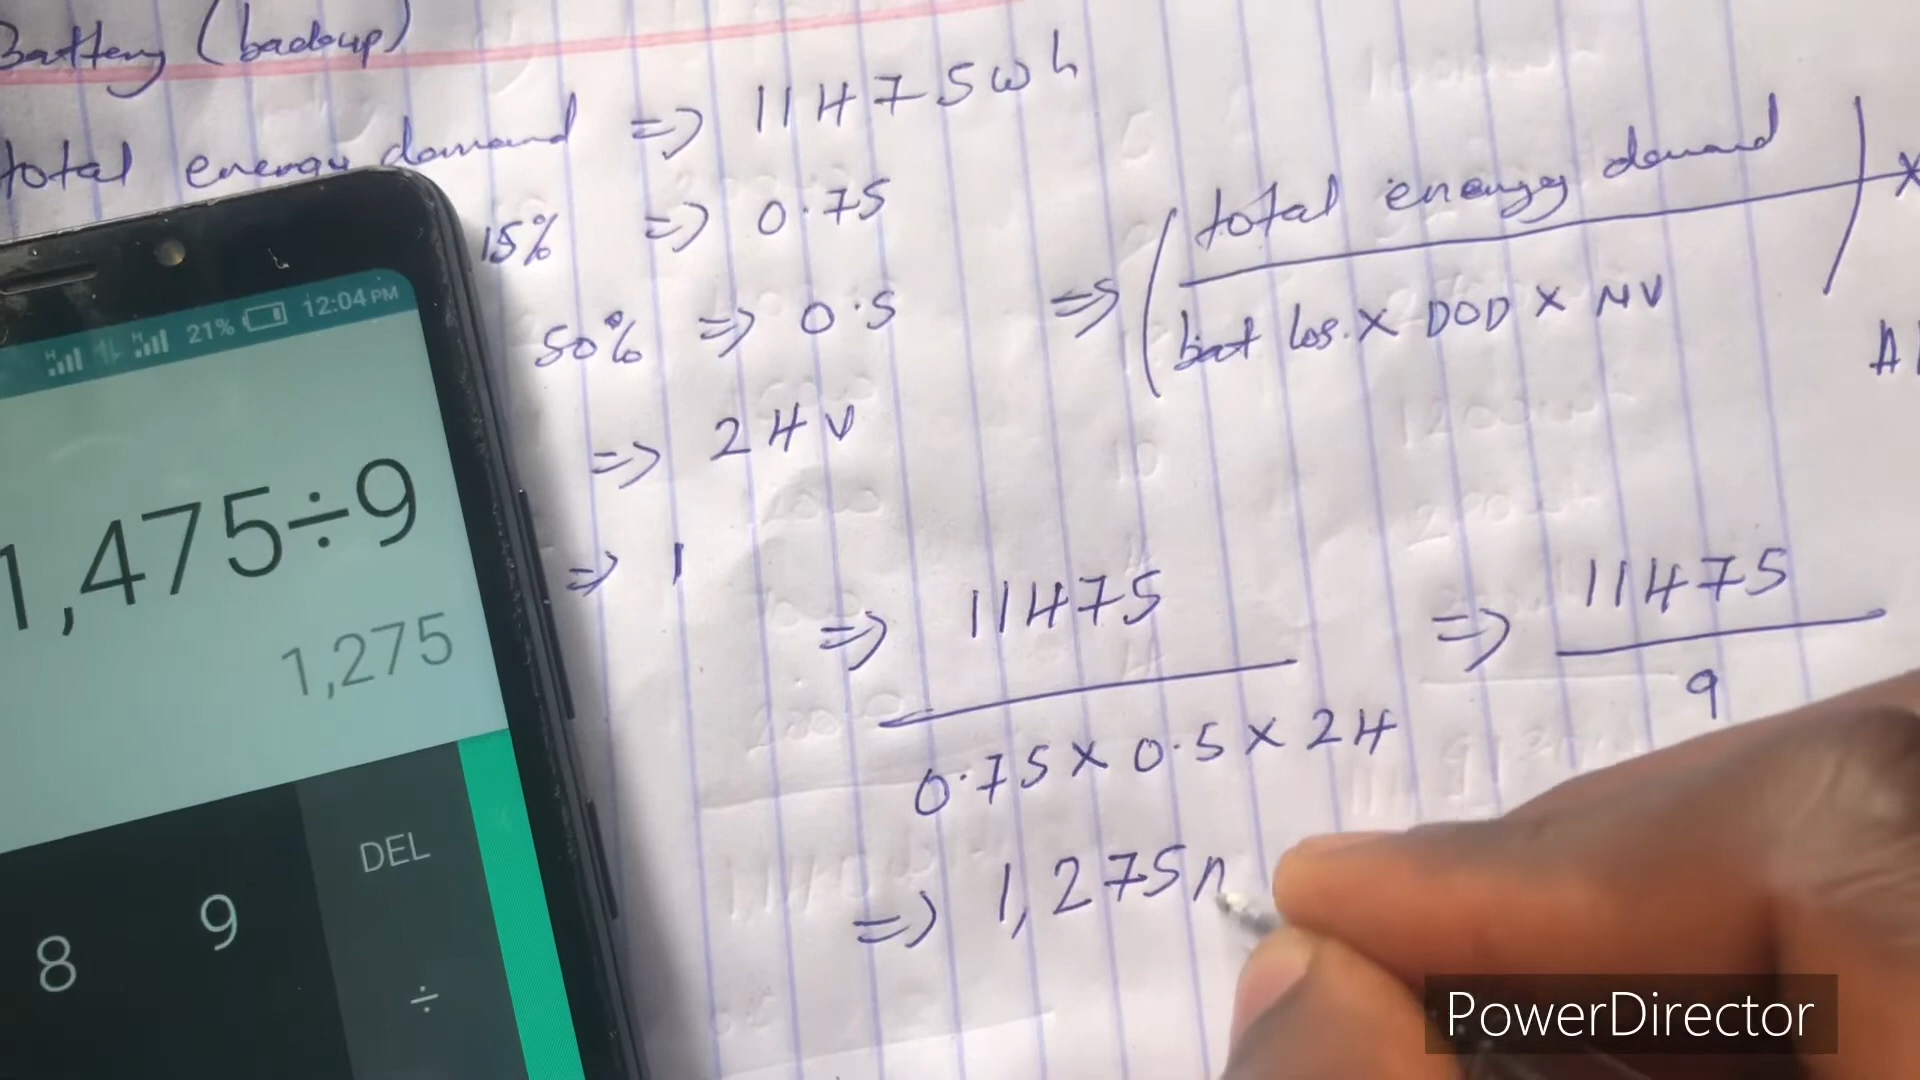 Battery (backup)
total energy demand => 11475wh
15% => 0.75
50% => 0.5
=> 24V
=> 1
=> (total energy demand / bat los. x DOD x NV) x
=> 11475 / 0.75 x 0.5 x 24
=> 11475 / 9
=> 1,275
21% 12:04 PM
1,475÷9
1,275
DEL
8 9
÷
PowerDirector